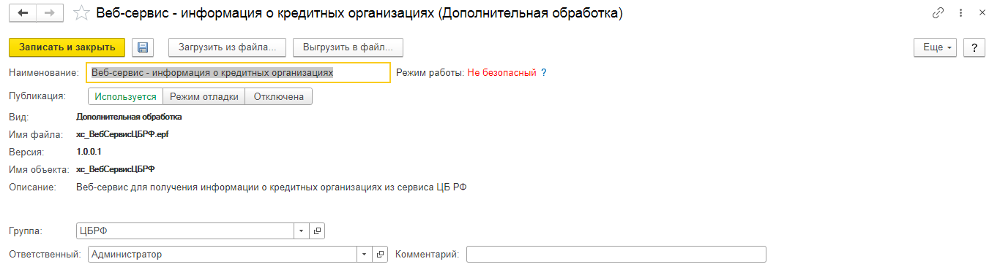 Веб-сервис - информация о кредитных организациях (Дополнительная обработка)
Записать и закрыть Загрузить из файла... Выгрузить в файл... Еще ?
Наименование: Веб-сервис - информация о кредитных организациях Режим работы: Не безопасный ?
Публикация: Используется Режим отладки Отключена
Вид: Дополнительная обработка
Имя файла: хс_ВебСервисЦБРФ.epf
Версия: 1.0.0.1
Имя объекта: хс_ВебСервисЦБРФ
Описание: Веб-сервис для получения информации о кредитных организациях из сервиса ЦБ РФ
Группа: ЦБРФ
Ответственный: Администратор Комментарий: